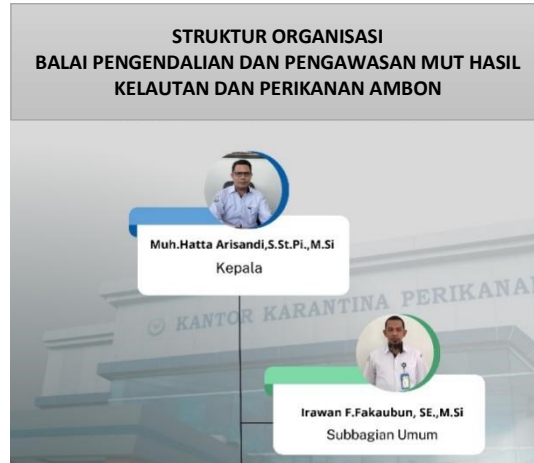 STRUKTUR ORGANISASI
BALAI PENGENDALIAN DAN PENGAWASAN MUT HASIL
KELAUTAN DAN PERIKANAN AMBON
Muh.Hatta Arisandi,S.St.Pi.,M.Si
Kepala
KANTOR KARANTINA PERIKANA
Irawan F.Fakaubun, SE.,M.Si
Subbagian Umum